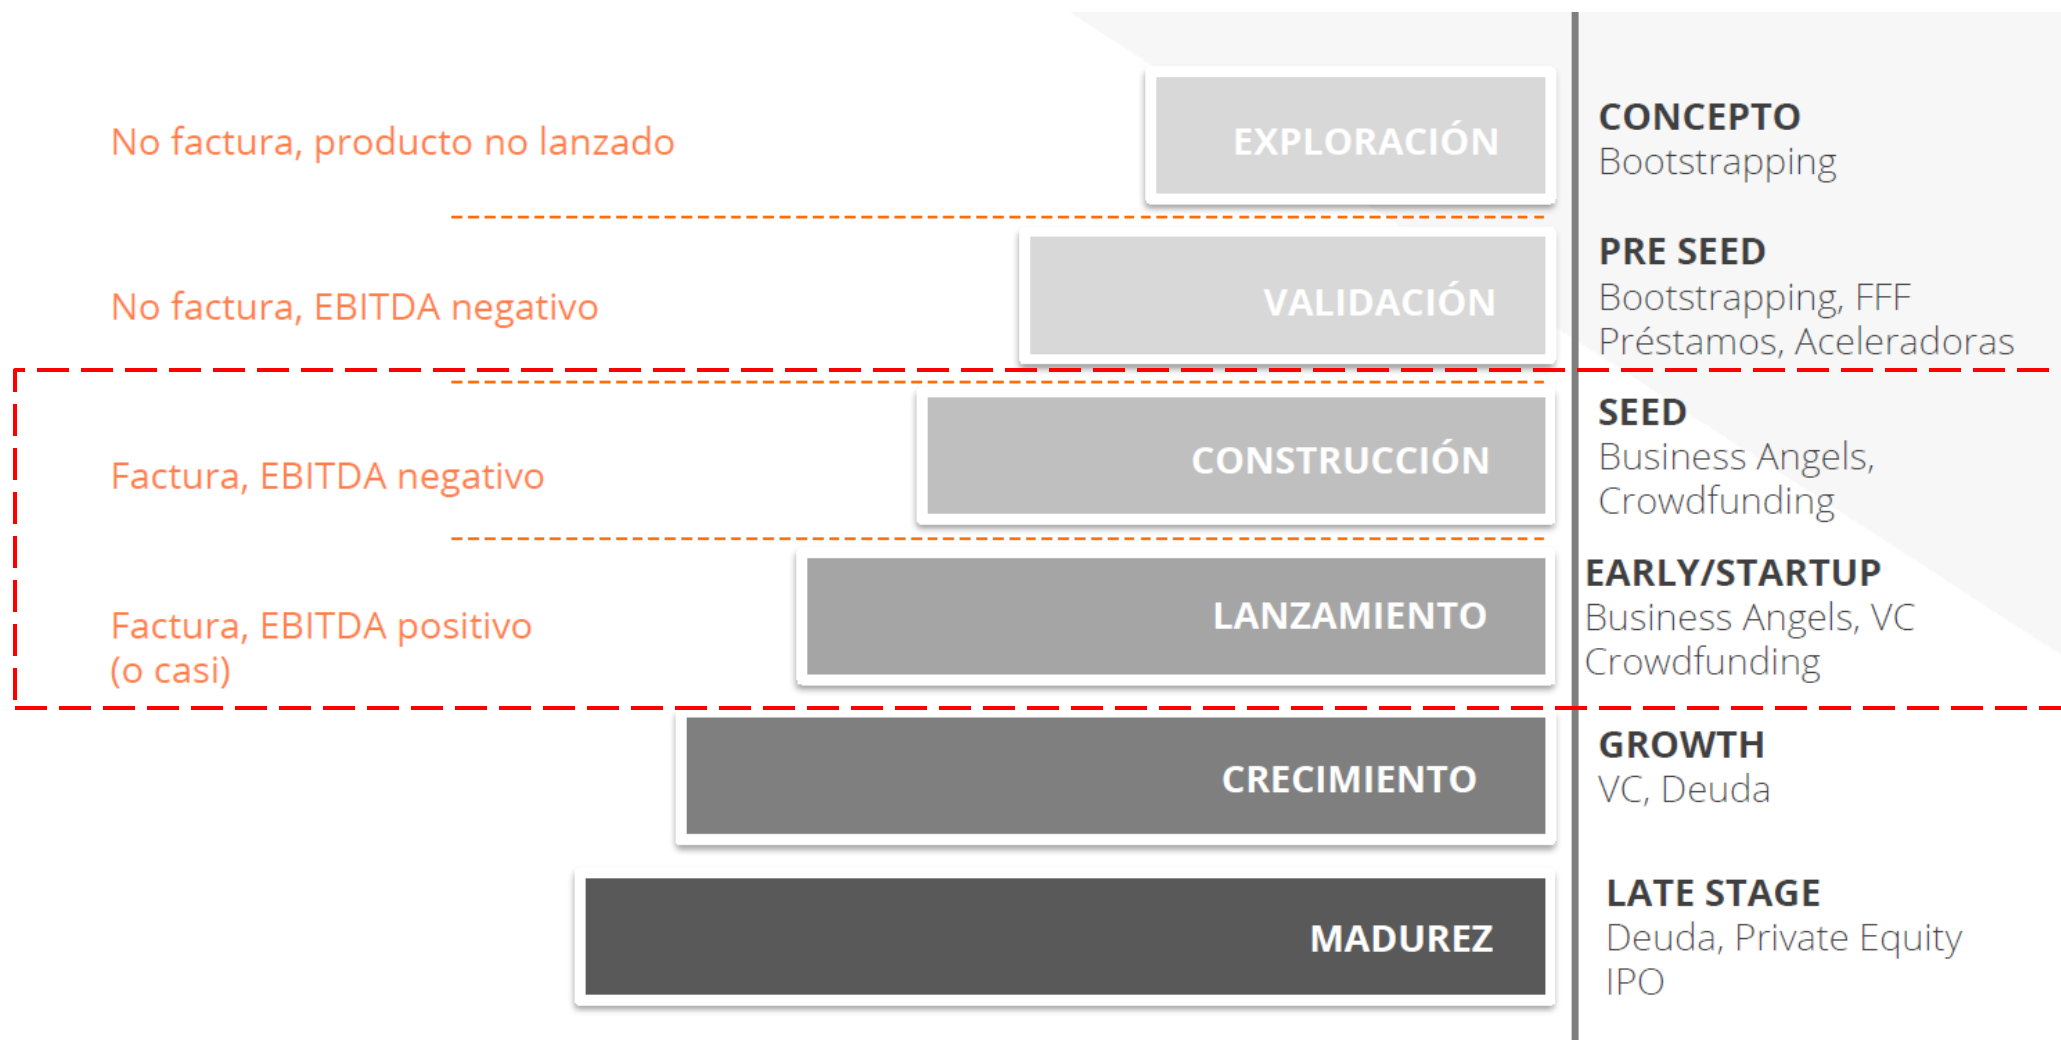 No factura, producto no lanzado
EXPLORACIÓN
CONCEPTO
Bootstrapping
No factura, EBITDA negativo
VALIDACIÓN
PRE SEED
Bootstrapping, FFF
Préstamos, Aceleradoras
Factura, EBITDA negativo
CONSTRUCCIÓN
SEED
Business Angels,
Crowdfunding
Factura, EBITDA positivo
(o casi)
LANZAMIENTO
EARLY/STARTUP
Business Angels, VC
Crowdfunding
CRECIMIENTO
GROWTH
VC, Deuda
MADUREZ
LATE STAGE
Deuda, Private Equity
IPO